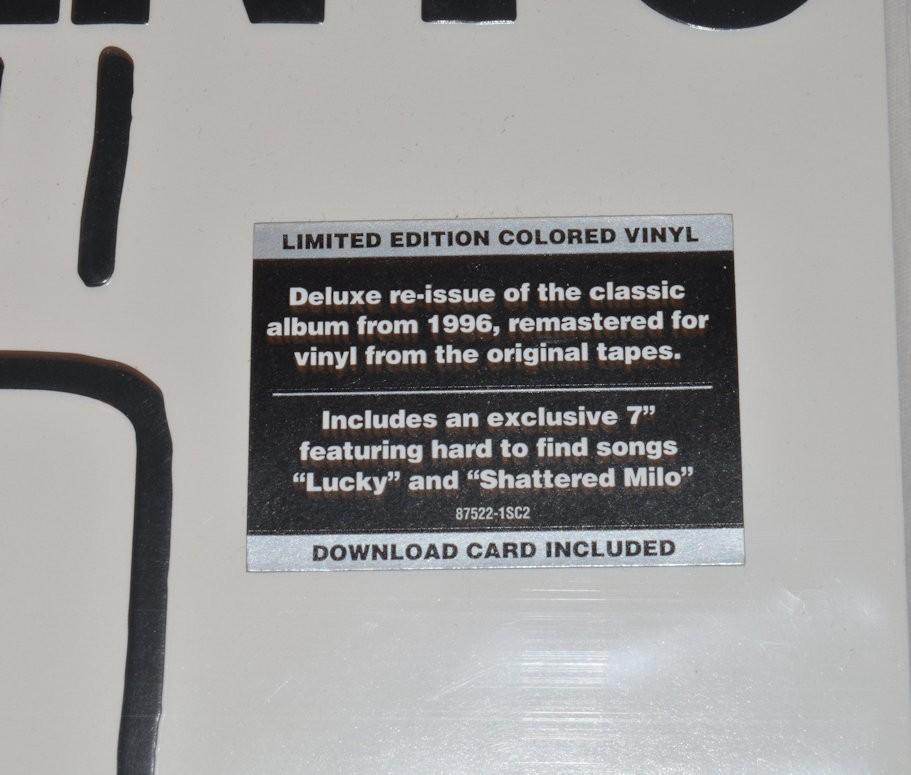 LIMITED EDITION COLORED VINYL
Deluxe re-issue of the classic
album from 1996, remastered for
vinyl from the original tapes.
Includes an exclusive 7”
featuring hard to find songs
“Lucky” and “Shattered Milo”
87522-1SC2
DOWNLOAD CARD INCLUDED